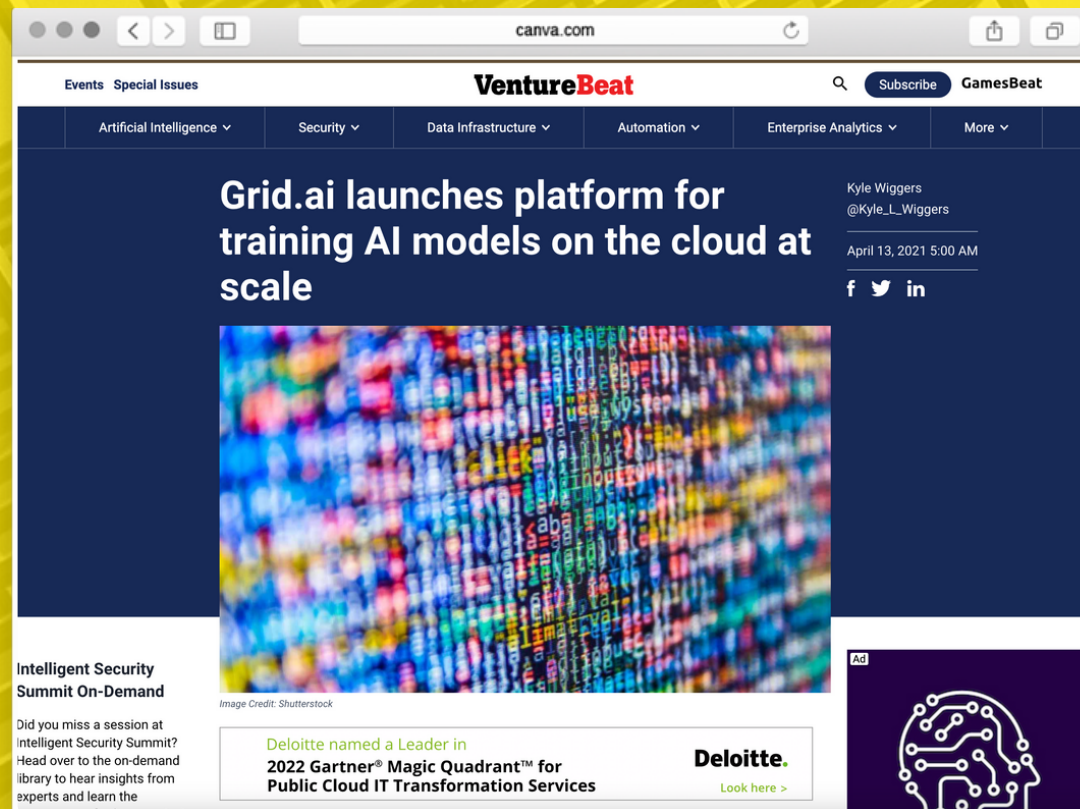 canva.com
Events Special Issues
VentureBeat
Subscribe
GamesBeat
Artificial Intelligence
Security
Data Infrastructure
Automation
Enterprise Analytics
More
Grid.ai launches platform for
training AI models on the cloud at
scale
Kyle Wiggers
@Kyle_L_Wiggers
April 13, 2021 5:00 AM
Image Credit: Shutterstock
Intelligent Security
Summit On-Demand
Did you miss a session at
Intelligent Security Summit?
Head over to the on-demand
library to hear insights from
experts and learn the
Deloitte named a Leader in
2022 Gartner® Magic Quadrant™ for
Public Cloud IT Transformation Services
Deloitte.
Look here >
Ad